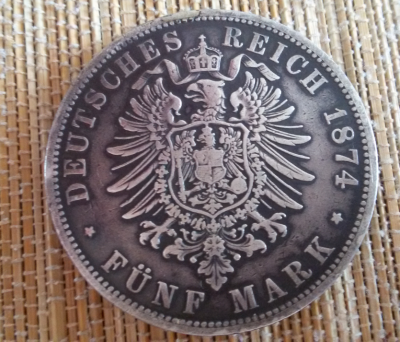 DEUTSCHES REICH 1874
* FÜNF MARK *